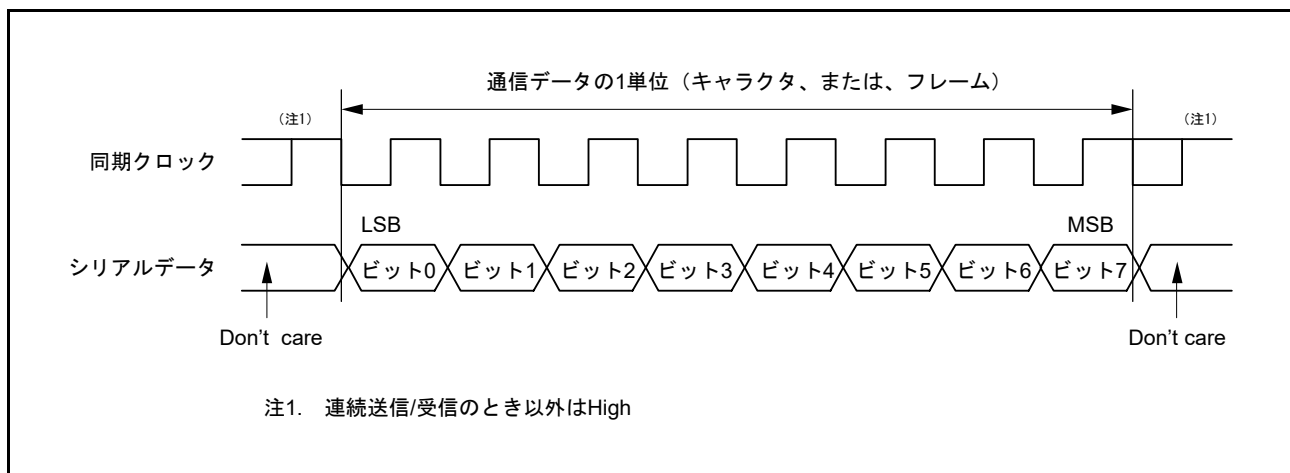 通信データの1単位（キャラクタ、または、フレーム）
（注1）
（注1）
同期クロック
LSB
MSB
シリアルデータ
ビット0 ビット1 ビット2 ビット3 ビット4 ビット5 ビット6 ビット7
Don't care
Don't care
注1. 連続送信/受信のとき以外はHigh